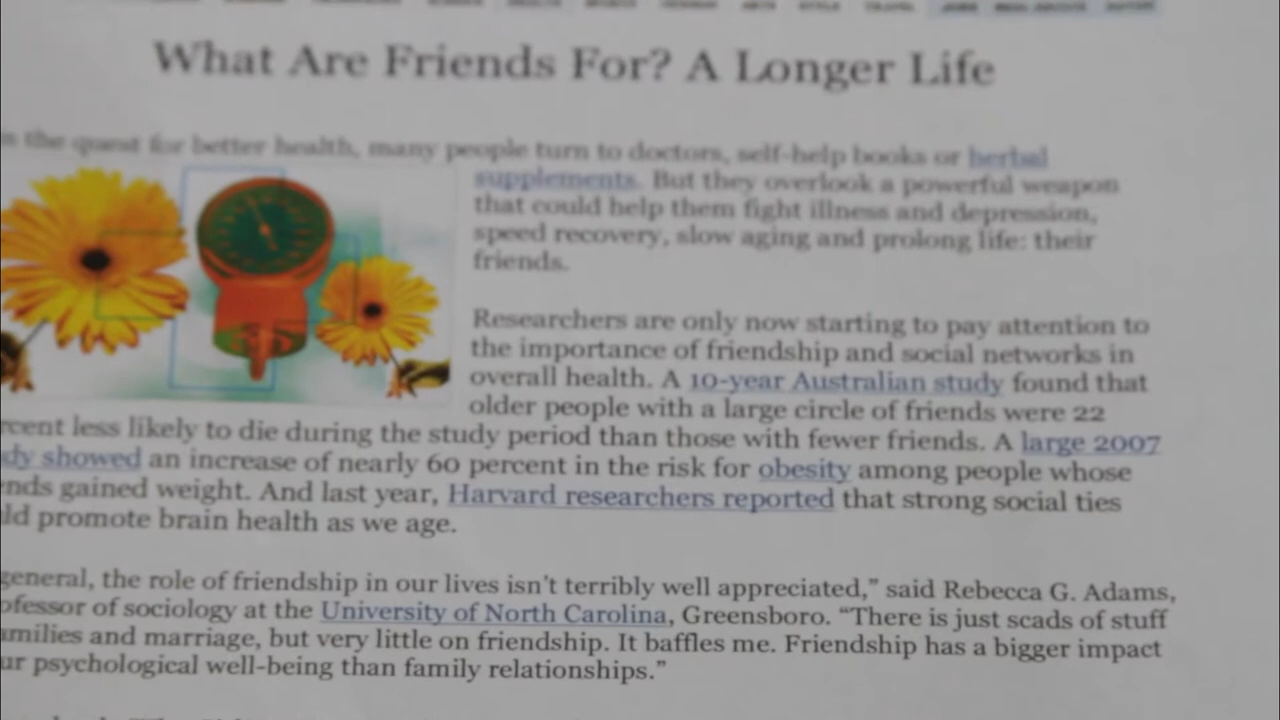 What Are Friends For? A Longer Life
the quest for better health, many people turn to doctors, self-help books or herbal
supplements. But they overlook a powerful weapon
that could help them fight illness and depression,
speed recovery, slow aging and prolong life: their
friends.
Researchers are only now starting to pay attention to
the importance of friendship and social networks in
overall health. A 10-year Australian study found that
older people with a large circle of friends were 22
rcent less likely to die during the study period than those with fewer friends. A large 2007
dy showed an increase of nearly 60 percent in the risk for obesity among people whose
nds gained weight. And last year, Harvard researchers reported that strong social ties
ld promote brain health as we age.
general, the role of friendship in our lives isn't terribly well appreciated,” said Rebecca G. Adams,
ofessor of sociology at the University of North Carolina, Greensboro. “There is just scads of stuff
amilies and marriage, but very little on friendship. It baffles me. Friendship has a bigger impact
ur psychological well-being than family relationships.”